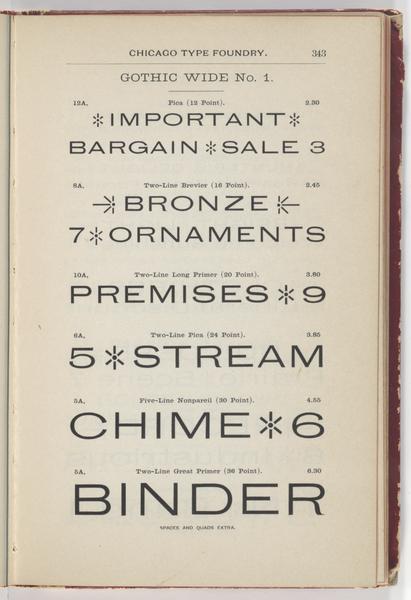 CHICAGO TYPE FOUNDRY. 343
GOTHIC WIDE No. 1.
12A, Pica (12 Point). 2.30
*IMPORTANT*
BARGAIN*SALE 3
8A, Two-Line Brevier (16 Point). 2.45
BRONZE
7*ORNAMENTS
10A, Two-Line Long Primer (20 Point). 3.80
PREMISES*9
6A, Two-Line Pica (24 Point). 3.85
5*STREAM
5A, Five-Line Nonpareil (30 Point). 4.55
CHIME*6
5A, Two-Line Great Primer (36 Point). 6.30
BINDER
SPACES AND QUADS EXTRA.